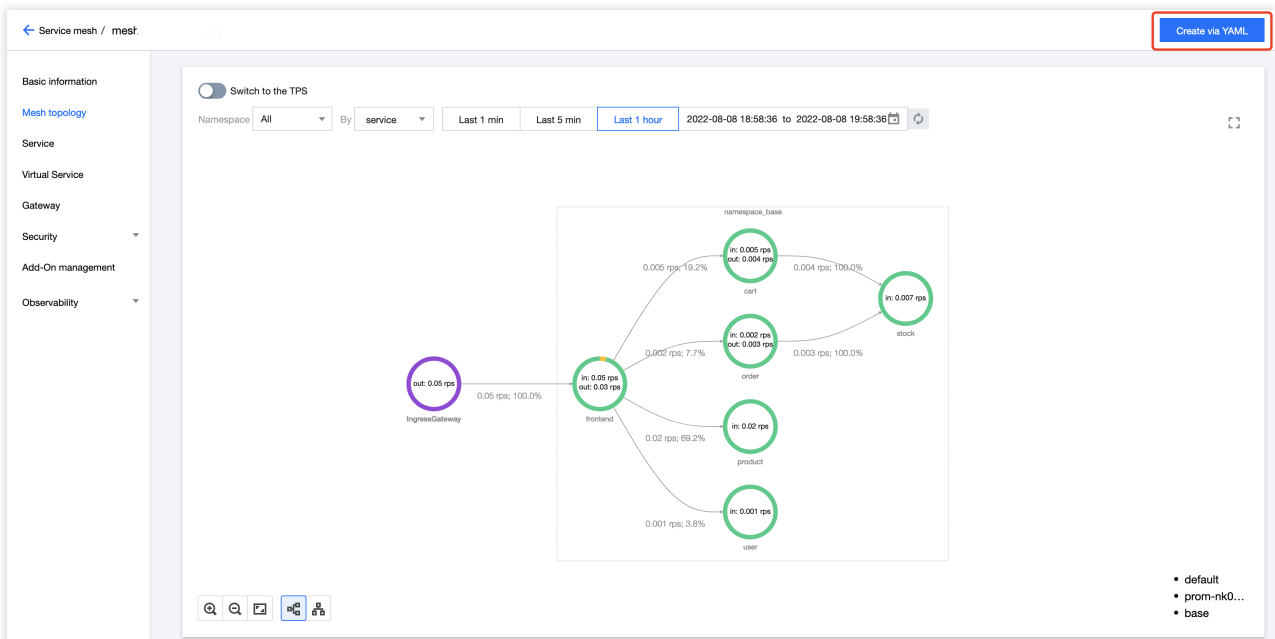 Service mesh / mesh
Create via YAML
Basic information
Mesh topology
Service
Virtual Service
Gateway
Security
Add-On management
Observability
Switch to the TPS
Namespace All By service Last 1 min Last 5 min Last 1 hour 2022-08-08 18:58:36 to 2022-08-08 19:58:36
namespace_base
in: 0.005 rps
out: 0.004 rps
cart
0.005 rps; 19.2%
0.004 rps; 100.0%
in: 0.007 rps
stock
in: 0.002 rps
out: 0.003 rps
order
0.002 rps; 7.7%
0.003 rps; 100.0%
out: 0.05 rps
IngressGateway
0.05 rps; 100.0%
in: 0.05 rps
out: 0.03 rps
frontend
in: 0.02 rps
product
0.02 rps; 69.2%
in: 0.001 rps
user
0.001 rps; 3.8%
default
prom-nk0...
base